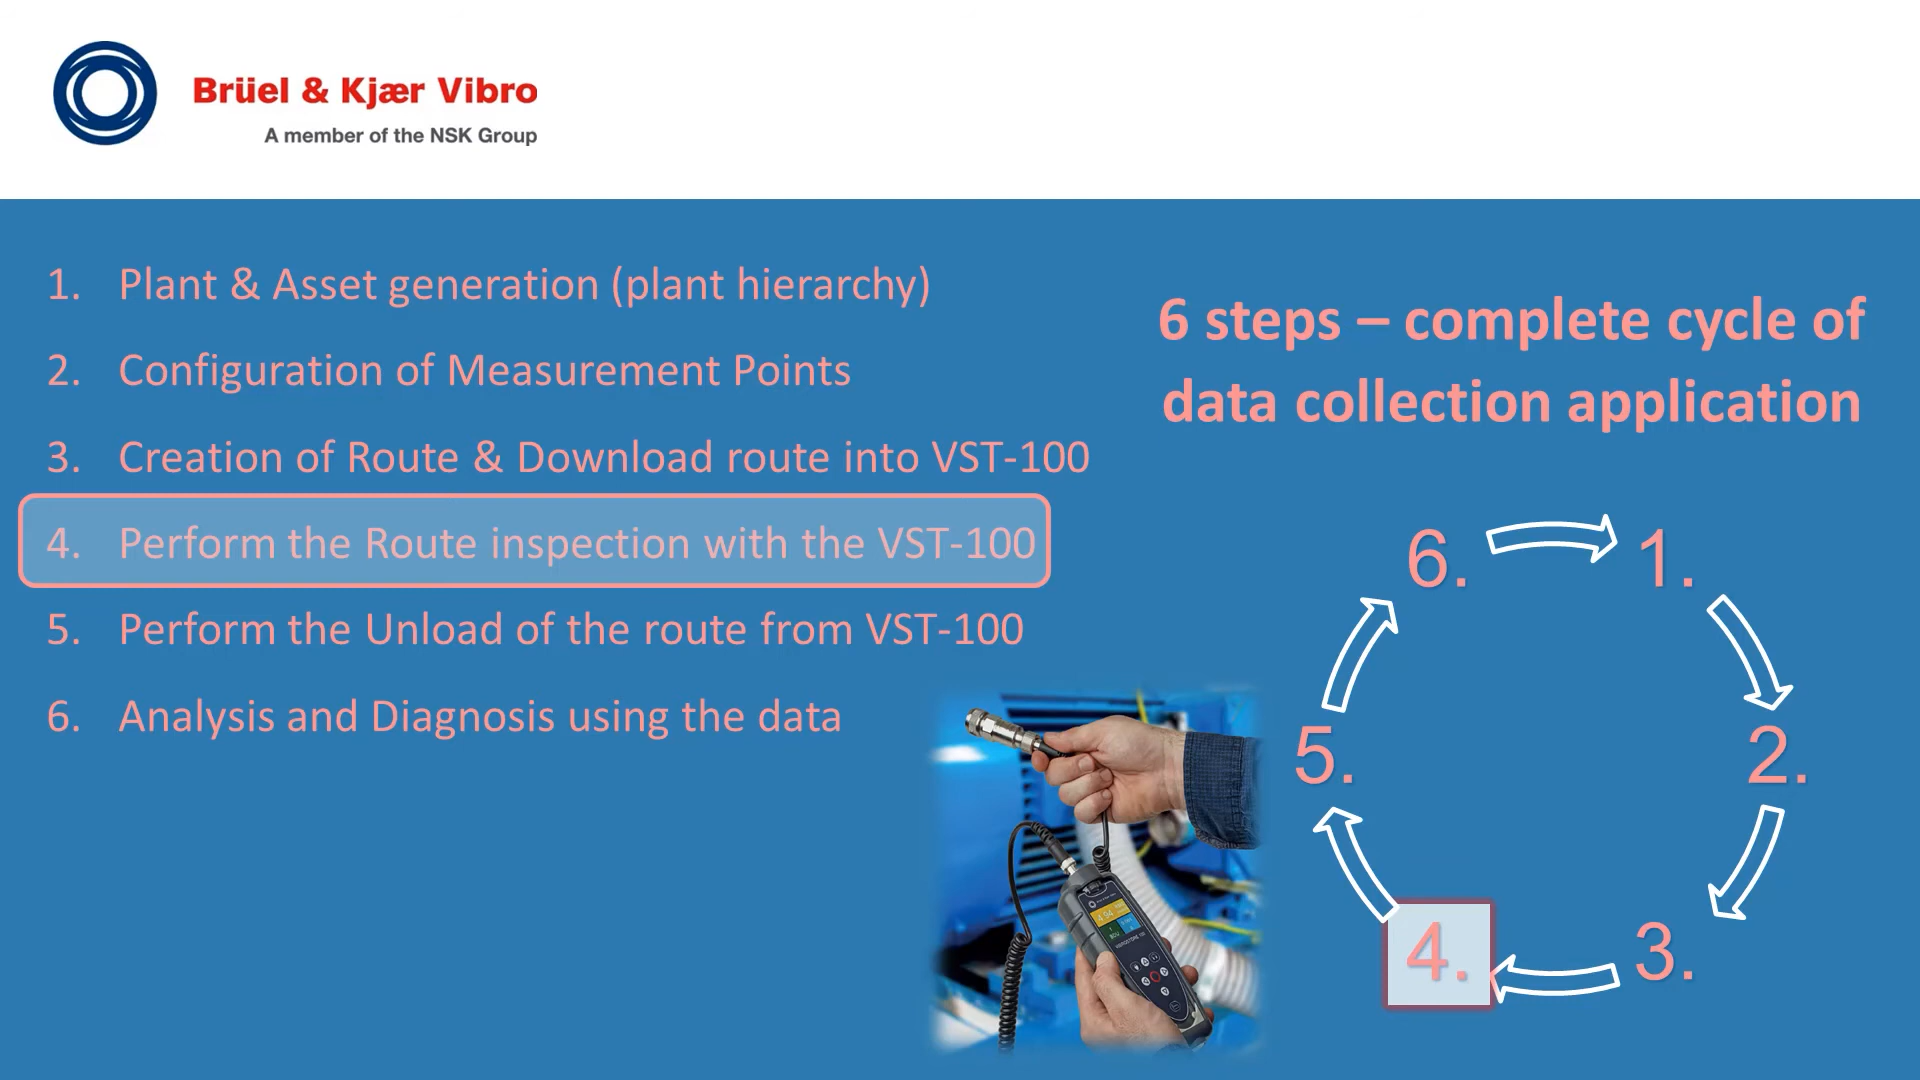 Brüel & Kjær Vibro
A member of the NSK Group
1. Plant & Asset generation (plant hierarchy)
2. Configuration of Measurement Points
3. Creation of Route & Download route into VST-100
4. Perform the Route inspection with the VST-100
5. Perform the Unload of the route from VST-100
6. Analysis and Diagnosis using the data
6 steps – complete cycle of
data collection application
6. 1.
5. 2.
4. 3.